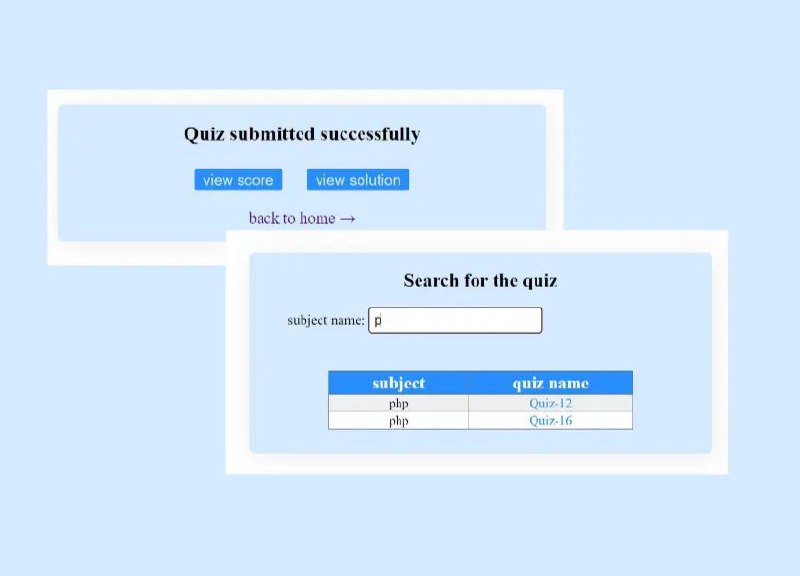 Quiz submitted successfully
view score view solution
back to home →
Search for the quiz
subject name: p
subject quiz name
php Quiz-12
php Quiz-16